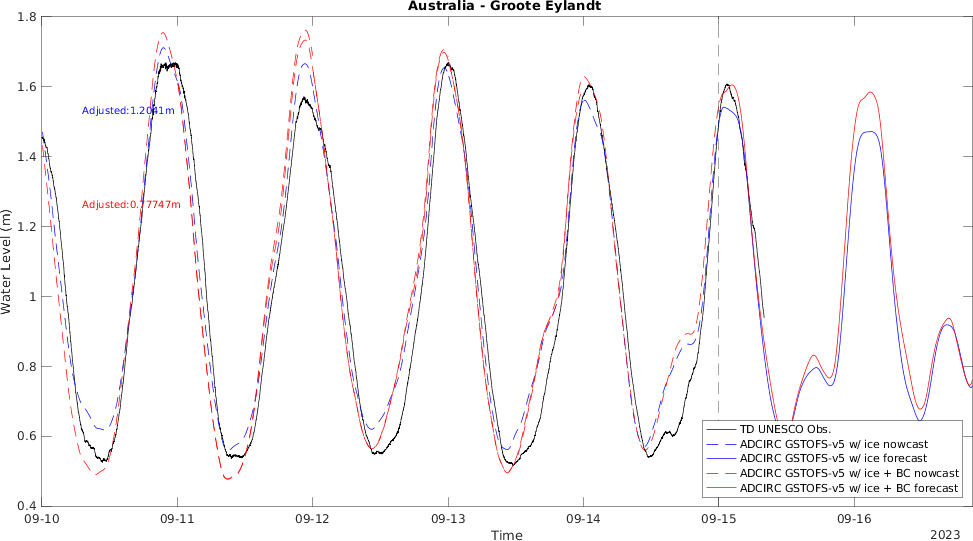 Australia - Groote Eylandt
Water Level (m)
1.8
1.6
1.4
1.2
1
0.8
0.6
0.4
Adjusted:1.2041m
Adjusted:0.77747m
TD UNESCO Obs.
ADCIRC GSTOFS-v5 w/ ice nowcast
ADCIRC GSTOFS-v5 w/ ice forecast
ADCIRC GSTOFS-v5 w/ ice + BC nowcast
ADCIRC GSTOFS-v5 w/ ice + BC forecast
09-10 09-11 09-12 09-13 09-14 09-15 09-16
Time
2023